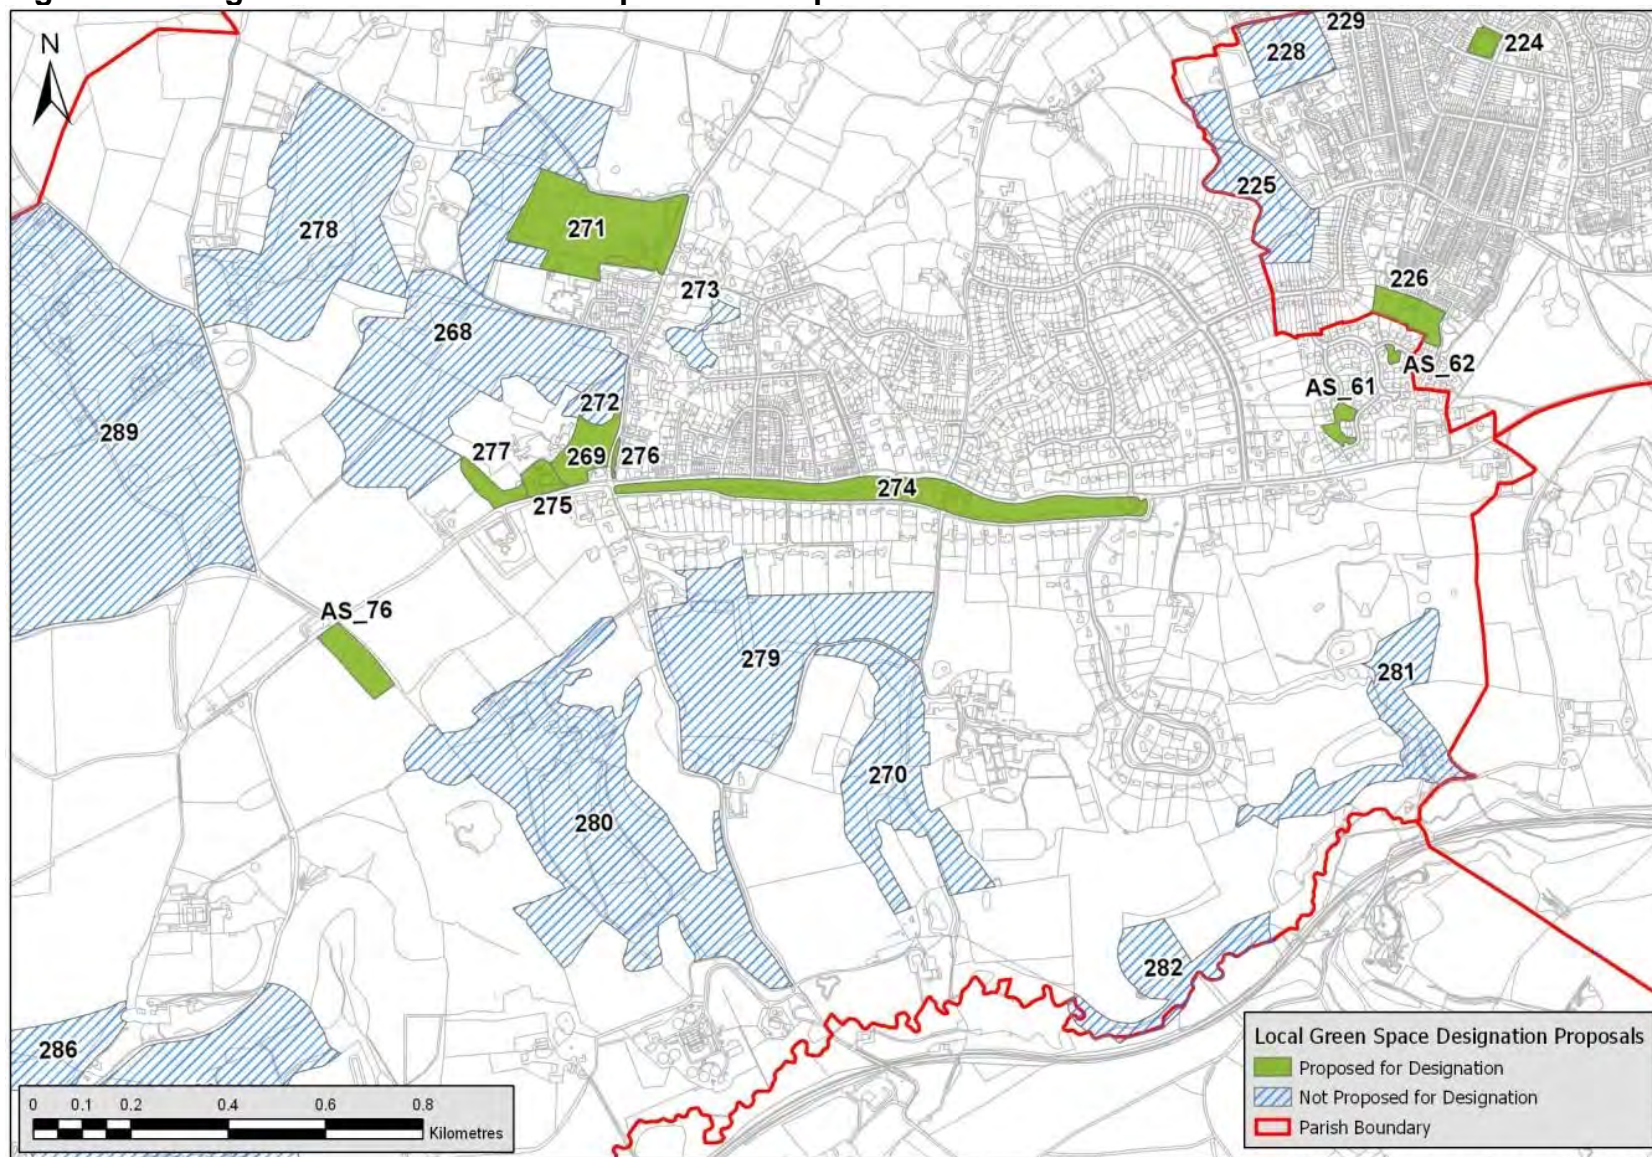 N
229
228
224
225
278
271
226
273
268
AS_62
AS_61
289
272
277
269
276
274
275
AS_76
279
281
270
280
282
286
Local Green Space Designation Proposals
Proposed for Designation
Not Proposed for Designation
Parish Boundary
0 0.1 0.2 0.4 0.6 0.8
Kilometres